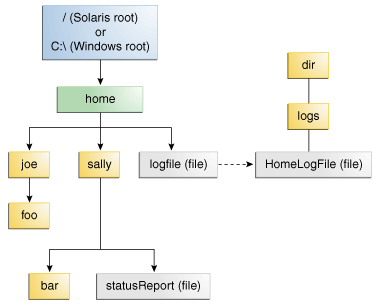 / (Solaris root)
or
C:\ (Windows root)
home
dir
logs
joe
sally
logfile (file)
HomeLogFile (file)
foo
bar
statusReport (file)